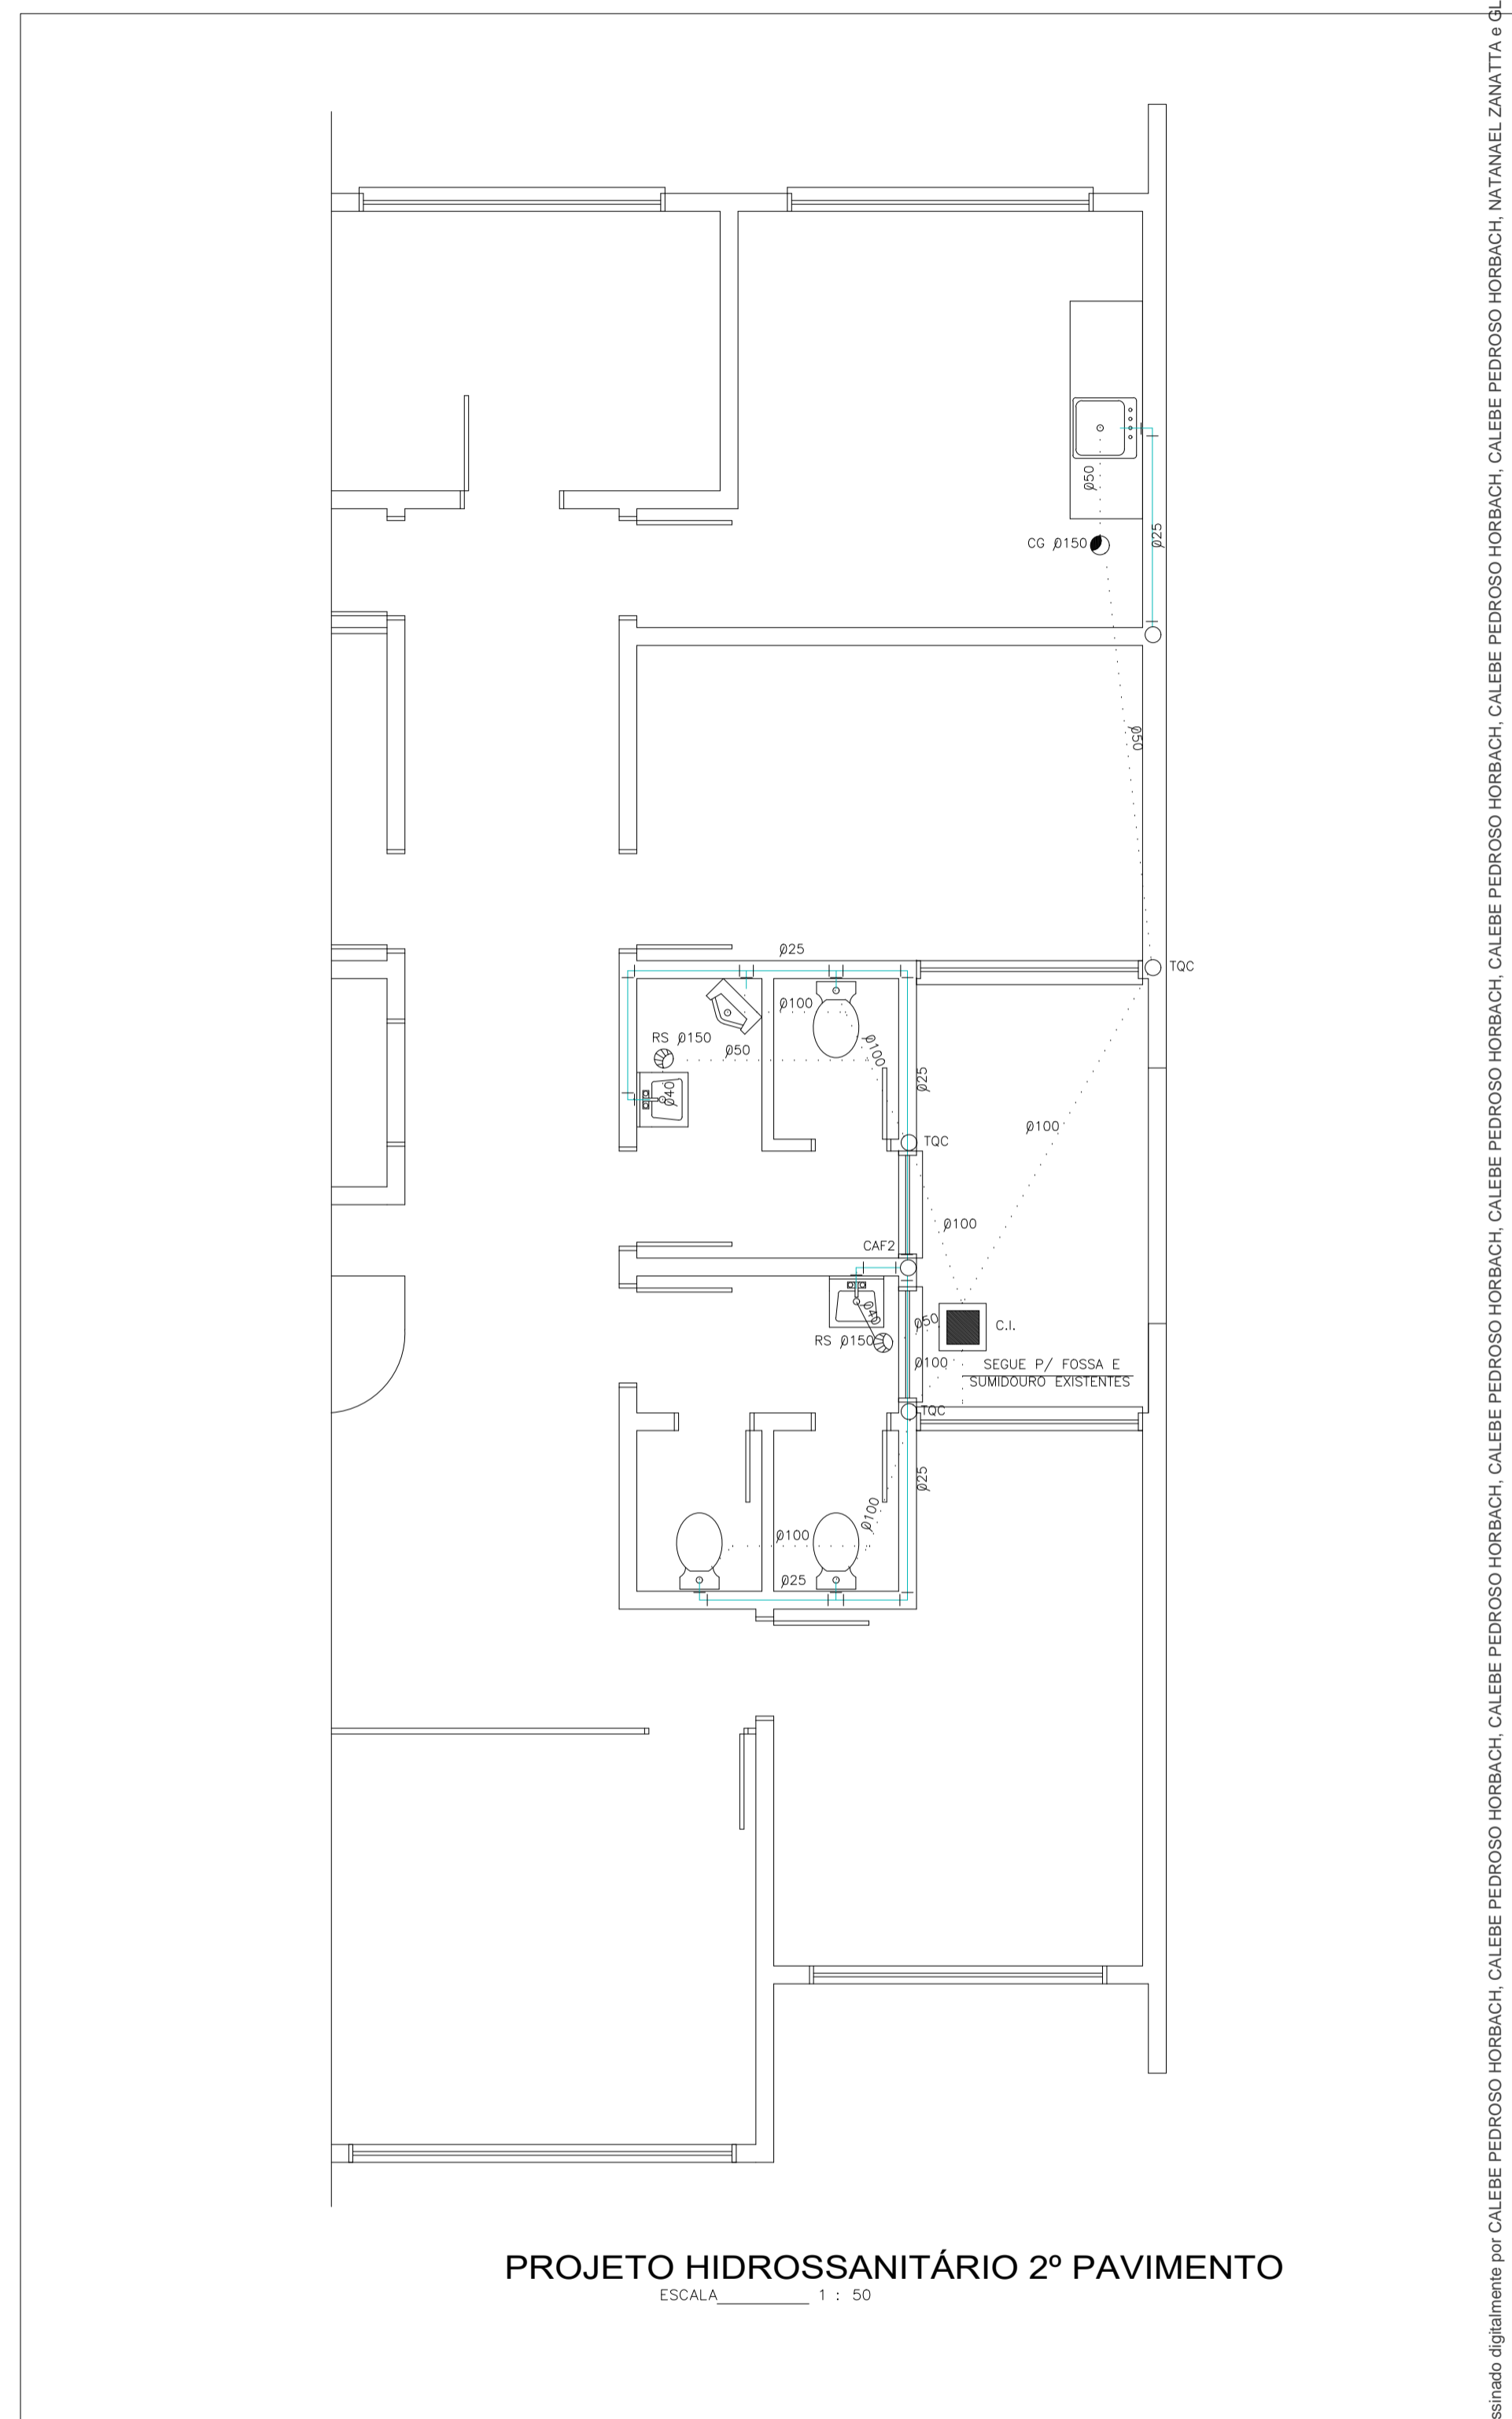 Ø50
Ø25
CG Ø150
Ø50
TQC
Ø25
Ø100
RS Ø150
Ø50
Ø100
Ø40
Ø25
TQC
Ø100
Ø100
CAF2
Ø40
RS Ø150
Ø50
C.I.
Ø100
SEGUE P/ FOSSA E
SUMIDOURO EXISTENTES
TQC
Ø25
Ø100
Ø100
Ø25
PROJETO HIDROSSANITÁRIO 2º PAVIMENTO
ESCALA 1 : 50
ssinado digitalmente por CALEBE PEDROSO HORBACH, CALEBE PEDROSO HORBACH, CALEBE PEDROSO HORBACH, CALEBE PEDROSO HORBACH, CALEBE PEDROSO HORBACH, CALEBE PEDROSO HORBACH, CALEBE PEDROSO HORBACH, CALEBE PEDROSO HORBACH, CALEBE PEDROSO HORBACH, NATANAEL ZANATTA e GL